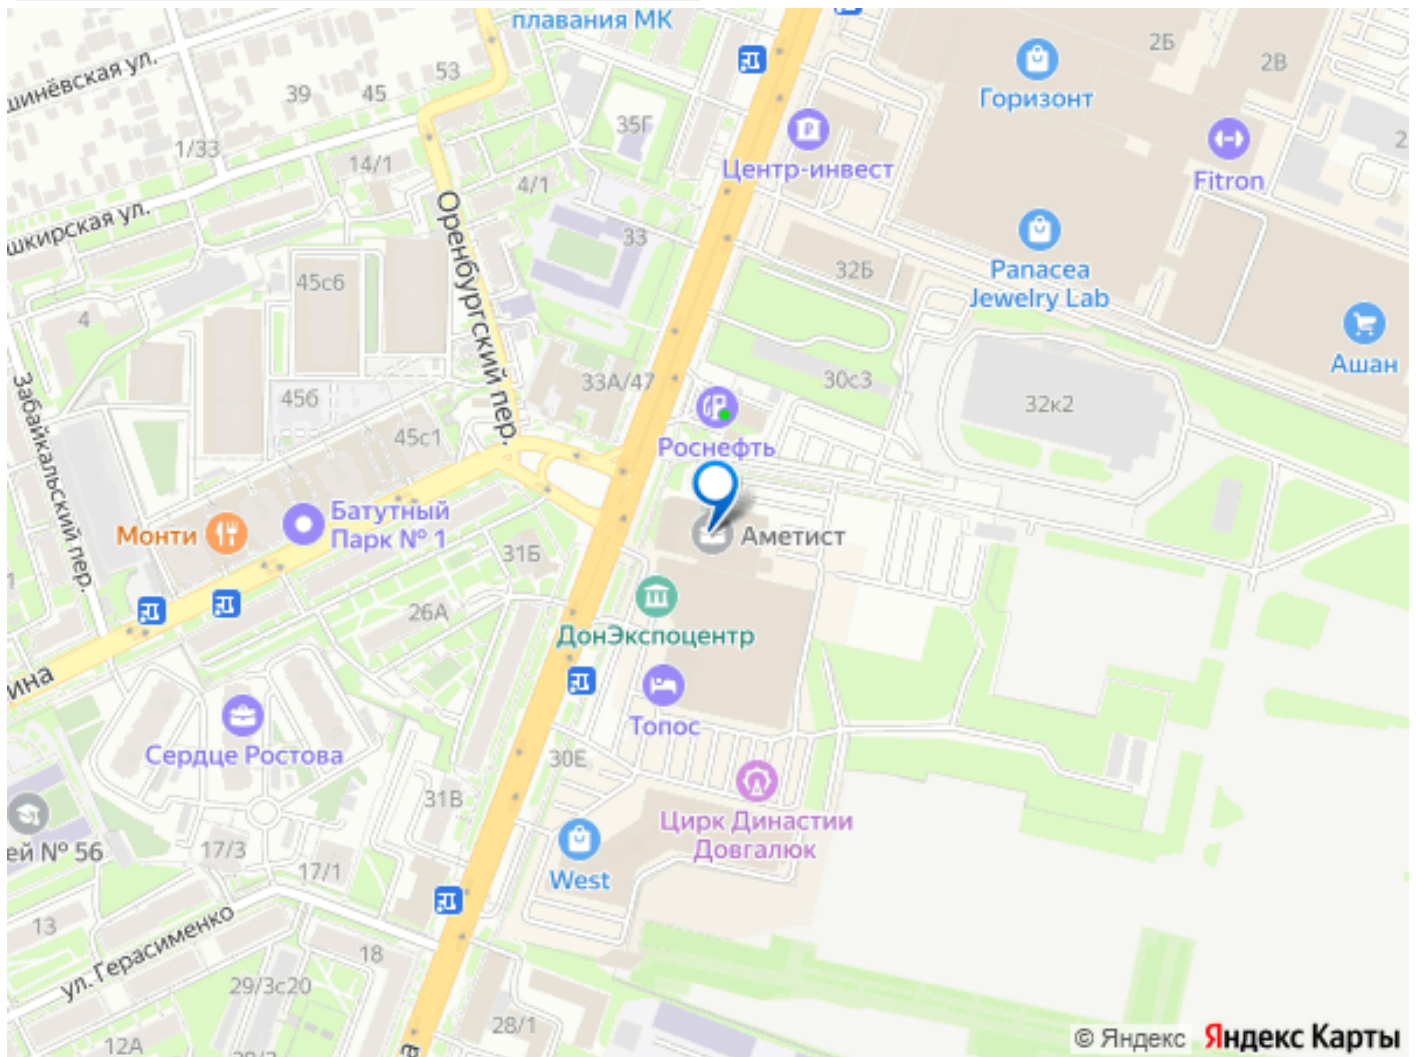 плавания МК
2Б
2В
шинёвская ул.
53
39
45
Горизонт
35Г
1/33
14/1
Центр-инвест
Fitron
4/1
шкирская ул.
Оренбургский пер.
33
32Б
Panacea
Jewelry Lab
45с6
4
Ашан
Забайкальский пер.
33А/47
30с3
45б
32к2
45с1
Роснефть
Батутный
Парк № 1
Монти
Аметист
31Б
26А
ДонЭкспоцентр
ина
Топос
Сердце Ростова
30Е
31В
Цирк Династии
Довгалюк
ей № 56
17/3
17/1
West
13
ул. Герасименко
18
29/3с20
28/1
12А
а
© Яндекс Яндекс Карты